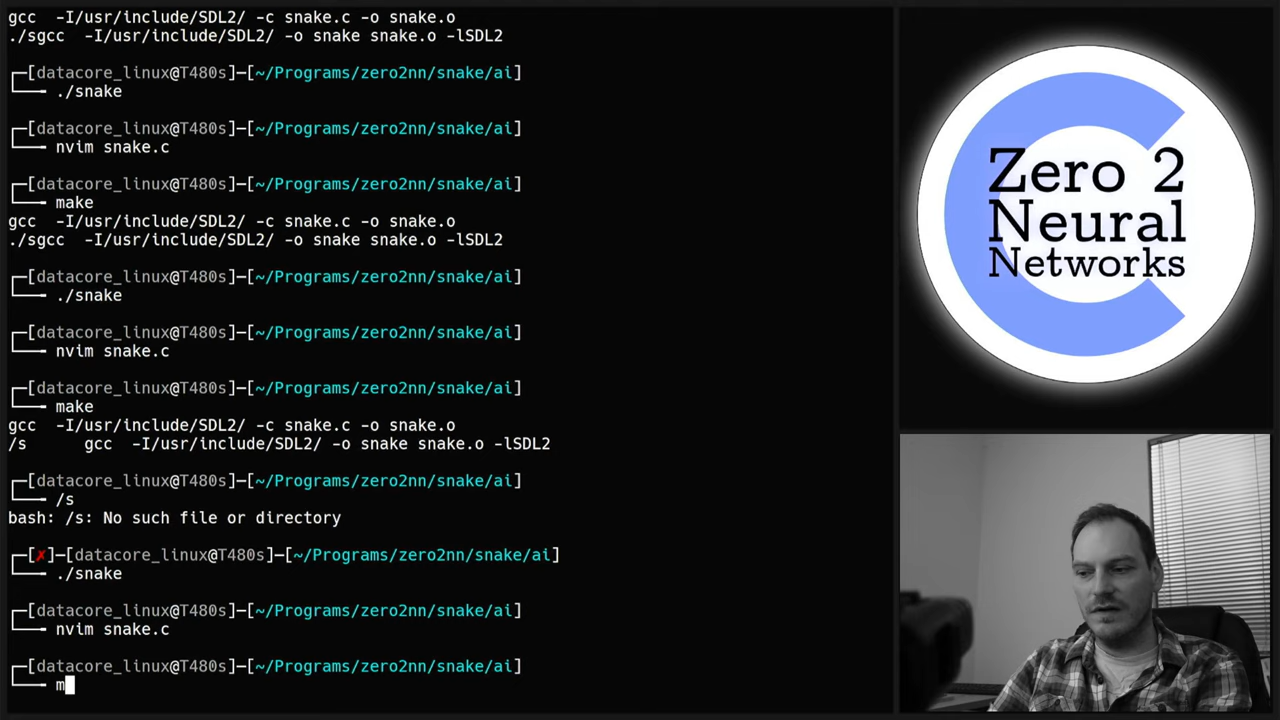 gcc  -I/usr/include/SDL2/ -c snake.c -o snake.o
./sgcc  -I/usr/include/SDL2/ -o snake snake.o -lSDL2
┌─[datacore_linux@T480s]─[~/Programs/zero2nn/snake/ai]
└──╼ ./snake
┌─[datacore_linux@T480s]─[~/Programs/zero2nn/snake/ai]
└──╼ nvim snake.c
┌─[datacore_linux@T480s]─[~/Programs/zero2nn/snake/ai]
└──╼ make
gcc  -I/usr/include/SDL2/ -c snake.c -o snake.o
./sgcc  -I/usr/include/SDL2/ -o snake snake.o -lSDL2
┌─[datacore_linux@T480s]─[~/Programs/zero2nn/snake/ai]
└──╼ ./snake
┌─[datacore_linux@T480s]─[~/Programs/zero2nn/snake/ai]
└──╼ nvim snake.c
┌─[datacore_linux@T480s]─[~/Programs/zero2nn/snake/ai]
└──╼ make
gcc  -I/usr/include/SDL2/ -c snake.c -o snake.o
/s      gcc  -I/usr/include/SDL2/ -o snake snake.o -lSDL2
┌─[datacore_linux@T480s]─[~/Programs/zero2nn/snake/ai]
└──╼ /s
bash: /s: No such file or directory
┌─[✗]─[datacore_linux@T480s]─[~/Programs/zero2nn/snake/ai]
└──╼ ./snake
┌─[datacore_linux@T480s]─[~/Programs/zero2nn/snake/ai]
└──╼ nvim snake.c
┌─[datacore_linux@T480s]─[~/Programs/zero2nn/snake/ai]
└──╼ m
Zero 2
Neural
Networks